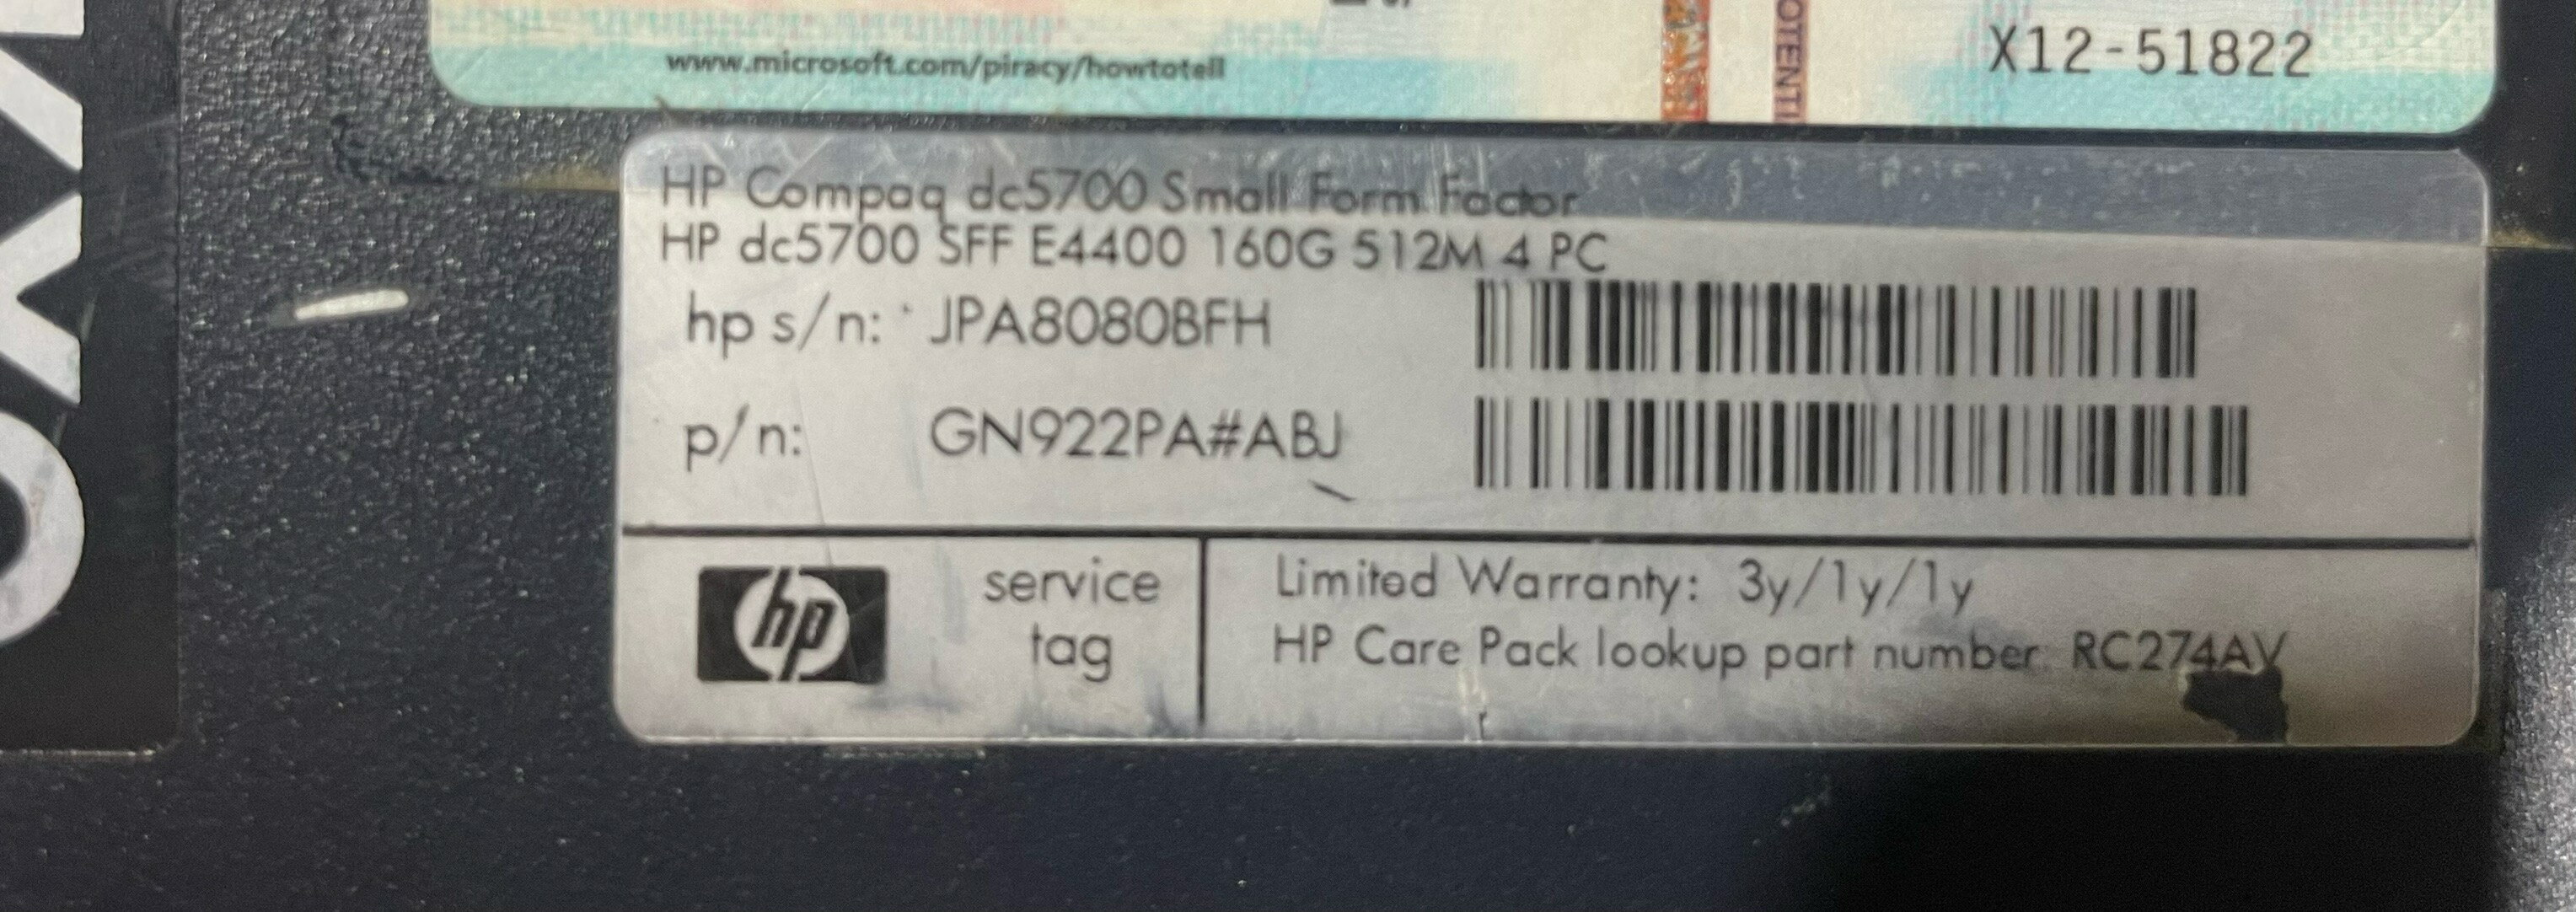 www.microsoft.com/piracy/howtotell
X12-51822
HP Compaq dc5700 Small Form Factor
HP dc5700 SFF E4400 160G 512M 4 PC
hp s/n: JPA8080BFH
p/n: GN922PA#ABJ
hp
service
tag
Limited Warranty: 3y/1y/1y
HP Care Pack lookup part number: RC274AV